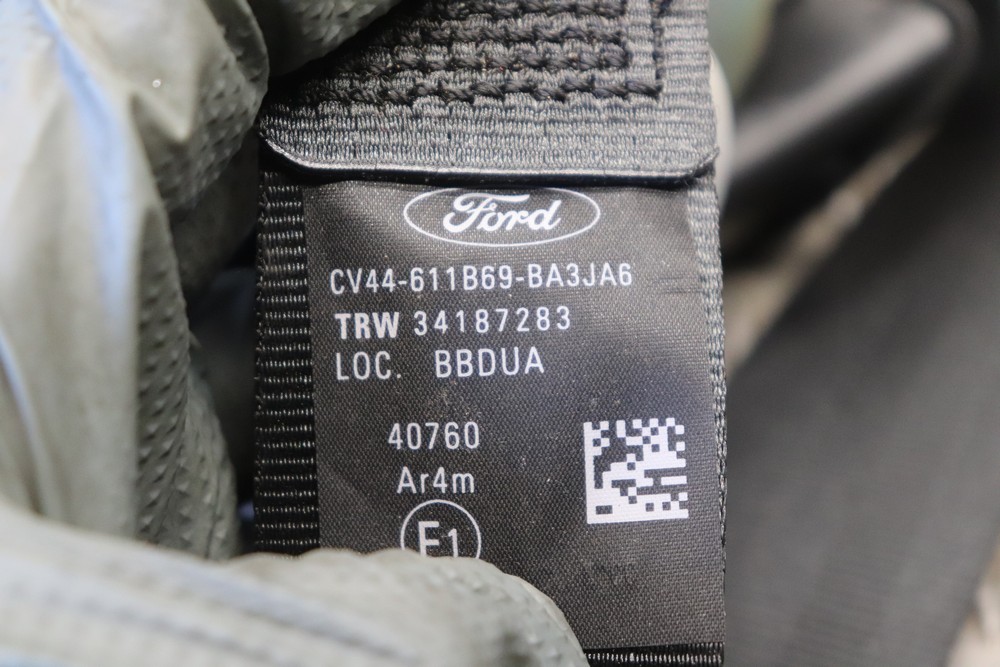 Ford
CV44-611B69-BA3JA6
TRW 34187283
LOC. BBDUA
40760
Ar4m
E1